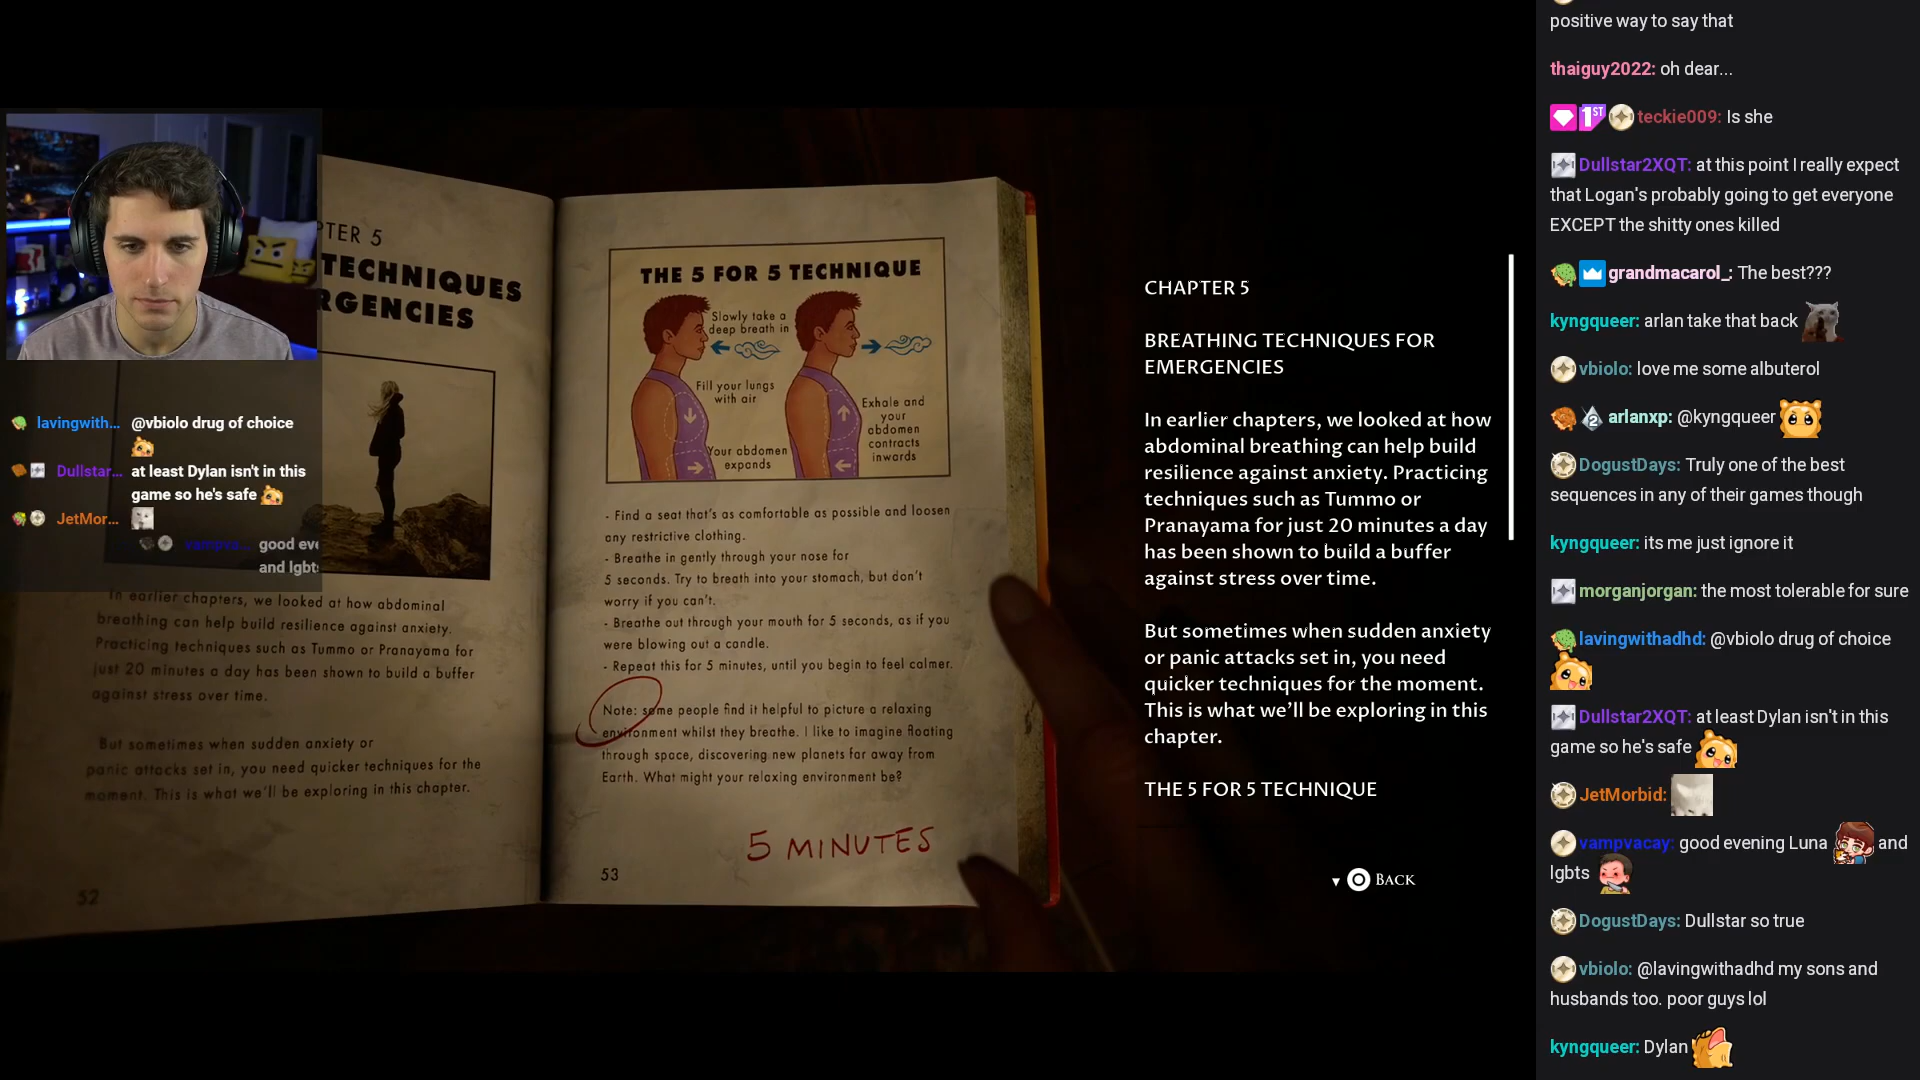 PTER 5
TECHNIQUES
RGENCIES
In earlier chapters, we looked at how abdominal
breathing can help build resilience against anxiety.
Practicing techniques such as Tummo or Pranayama for
just 20 minutes a day has been shown to build a buffer
against stress over time.
But sometimes when sudden anxiety or
panic attacks set in, you need quicker techniques for the
moment. This is what we'll be exploring in this chapter.
52
lavingwith... @vbiolo drug of choice
Dullstar... at least Dylan isn't in this
game so he's safe
JetMor...
vampva... good eve
and lgbt
THE 5 FOR 5 TECHNIQUE
Slowly take a
deep breath in
Fill your lungs
with air
Your abdomen
expands
Exhale and
your
abdomen
contracts
inwards
- Find a seat that's as comfortable as possible and loosen
any restrictive clothing.
- Breathe in gently through your nose for
5 seconds. Try to breath into your stomach, but don't
worry if you can't.
- Breathe out through your mouth for 5 seconds, as if you
were blowing out a candle.
- Repeat this for 5 minutes, until you begin to feel calmer.
Note: some people find it helpful to picture a relaxing
environment whilst they breathe. I like to imagine floating
through space, discovering new planets far away from
Earth. What might your relaxing environment be?
5 MINUTES
53
CHAPTER 5
BREATHING TECHNIQUES FOR
EMERGENCIES
In earlier chapters, we looked at how
abdominal breathing can help build
resilience against anxiety. Practicing
techniques such as Tummo or
Pranayama for just 20 minutes a day
has been shown to build a buffer
against stress over time.
But sometimes when sudden anxiety
or panic attacks set in, you need
quicker techniques for the moment.
This is what we'll be exploring in this
chapter.
THE 5 FOR 5 TECHNIQUE
BACK
positive way to say that
thaiguy2022: oh dear...
1ST teckie009: Is she
Dullstar2XQT: at this point I really expect
that Logan's probably going to get everyone
EXCEPT the shitty ones killed
grandmacarol_: The best???
kyngqueer: arlan take that back
vbiolo: love me some albuterol
2 arlanxp: @kyngqueer
DogustDays: Truly one of the best
sequences in any of their games though
kyngqueer: its me just ignore it
morganjorgan: the most tolerable for sure
lavingwithadhd: @vbiolo drug of choice
Dullstar2XQT: at least Dylan isn't in this
game so he's safe
JetMorbid:
vampvacay: good evening Luna and
lgbts
DogustDays: Dullstar so true
vbiolo: @lavingwithadhd my sons and
husbands too. poor guys lol
kyngqueer: Dylan